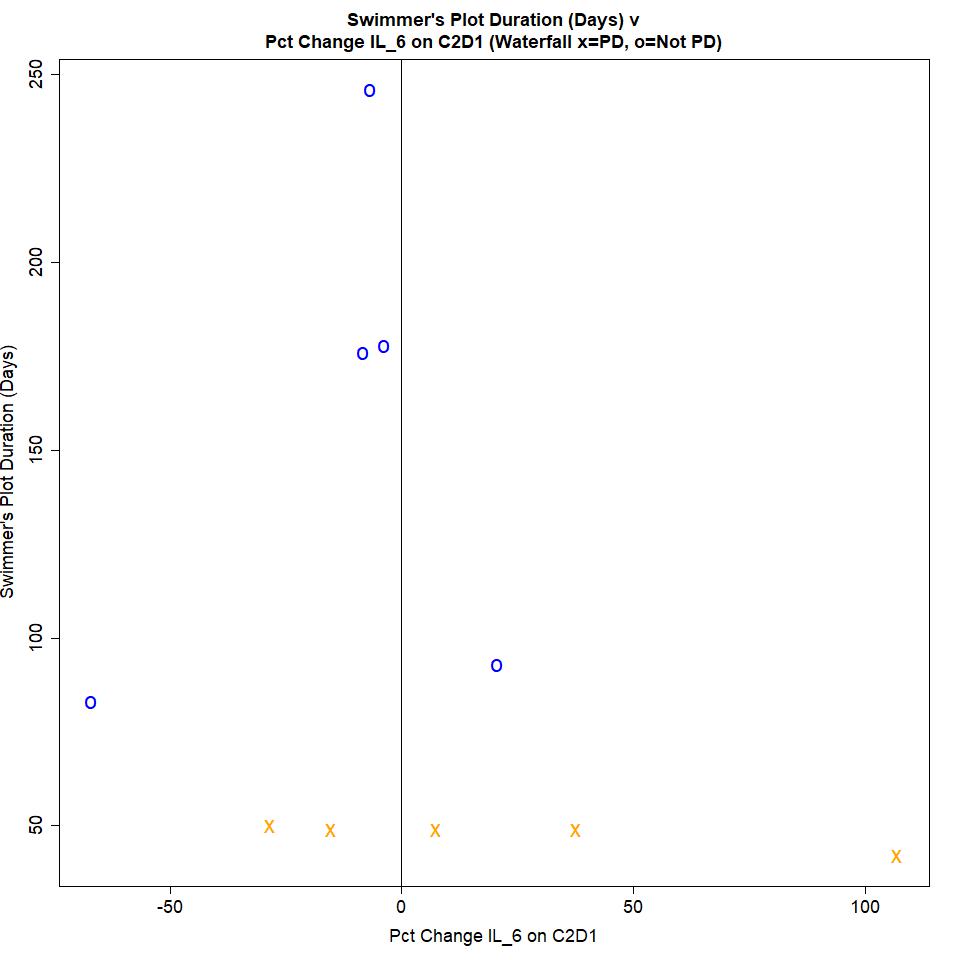 Swimmer's Plot Duration (Days) v
Pct Change IL_6 on C2D1 (Waterfall x=PD, o=Not PD)
Swimmer's Plot Duration (Days)
250
200
150
100
50
O
O
O
O
O
X
X
X
X
X
-50
0
50
100
Pct Change IL_6 on C2D1